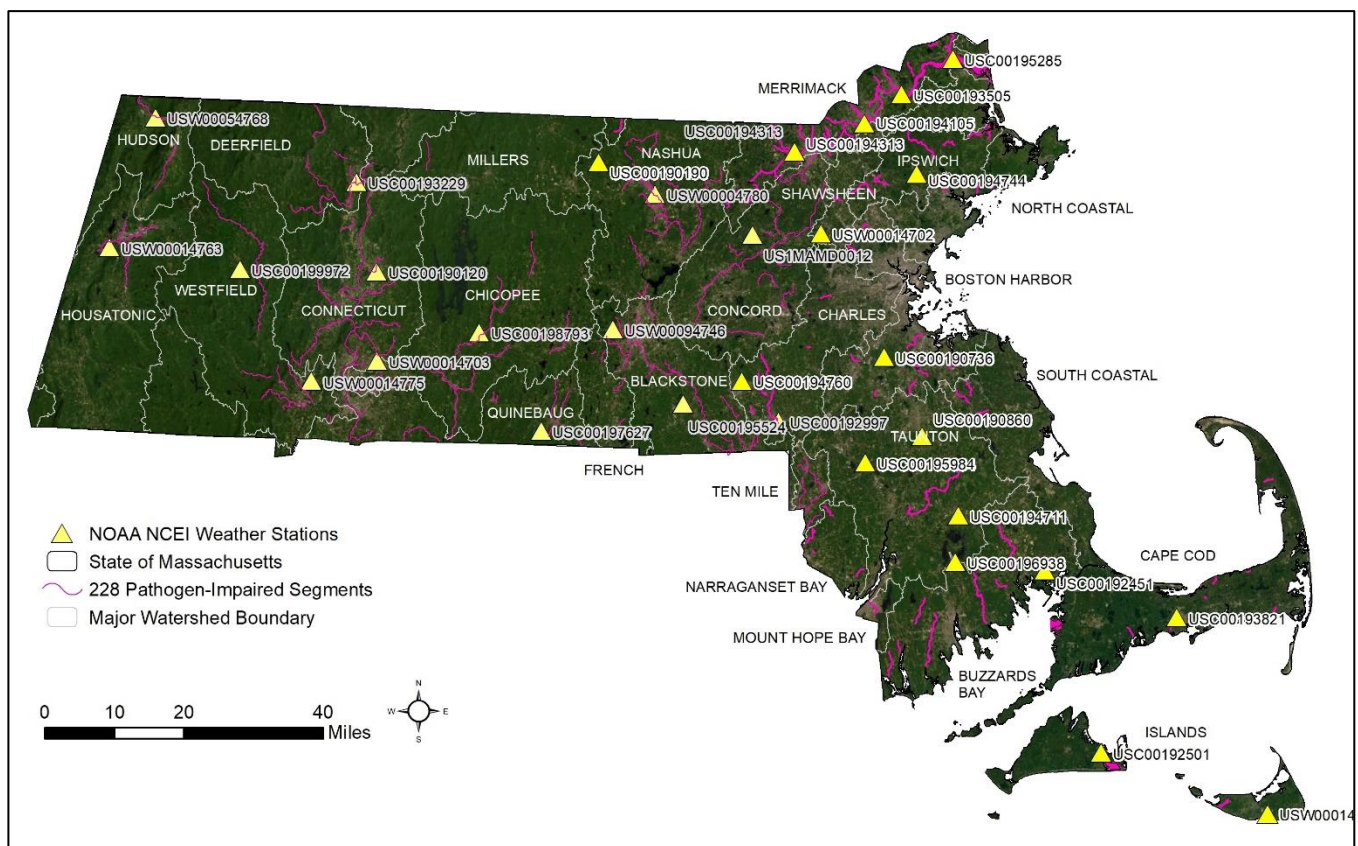 USC00195285
MERRIMACK
USC00193505
USW00054768
USC00194105
HUDSON
DEERFIELD
USC00194313
USC00194313
NASHUA
MILLERS
IPSWICH
USC00190190
USC00194744
USC00193229
SHAWSHEEN
USW00004780
NORTH COASTAL
USW00014702
USW00014763
US1MAMD0012
USC00199972
USC00190120
BOSTON HARBOR
WESTFIELD
CHICOPEE
CONNECTICUT
CONCORD
CHARLES
HOUSATONIC
USC00198793
USW00094746
USC00190736
USW00014703
SOUTH COASTAL
USW00014775
BLACKSTONE
USC00194760
QUINEBAUG
USC00190860
USC00195524
USC00192997
USC00197627
TAUNTON
FRENCH
USC00195984
TEN MILE
USC00194711
NOAA NCEI Weather Stations
State of Massachusetts
CAPE COD
USC00196938
228 Pathogen-Impaired Segments
NARRAGANSET BAY
USC00192451
Major Watershed Boundary
USC00193821
MOUNT HOPE BAY
BUZZARDS
BAY
N
W E
S
0 10 20 40
Miles
ISLANDS
USC00192501
USW00014